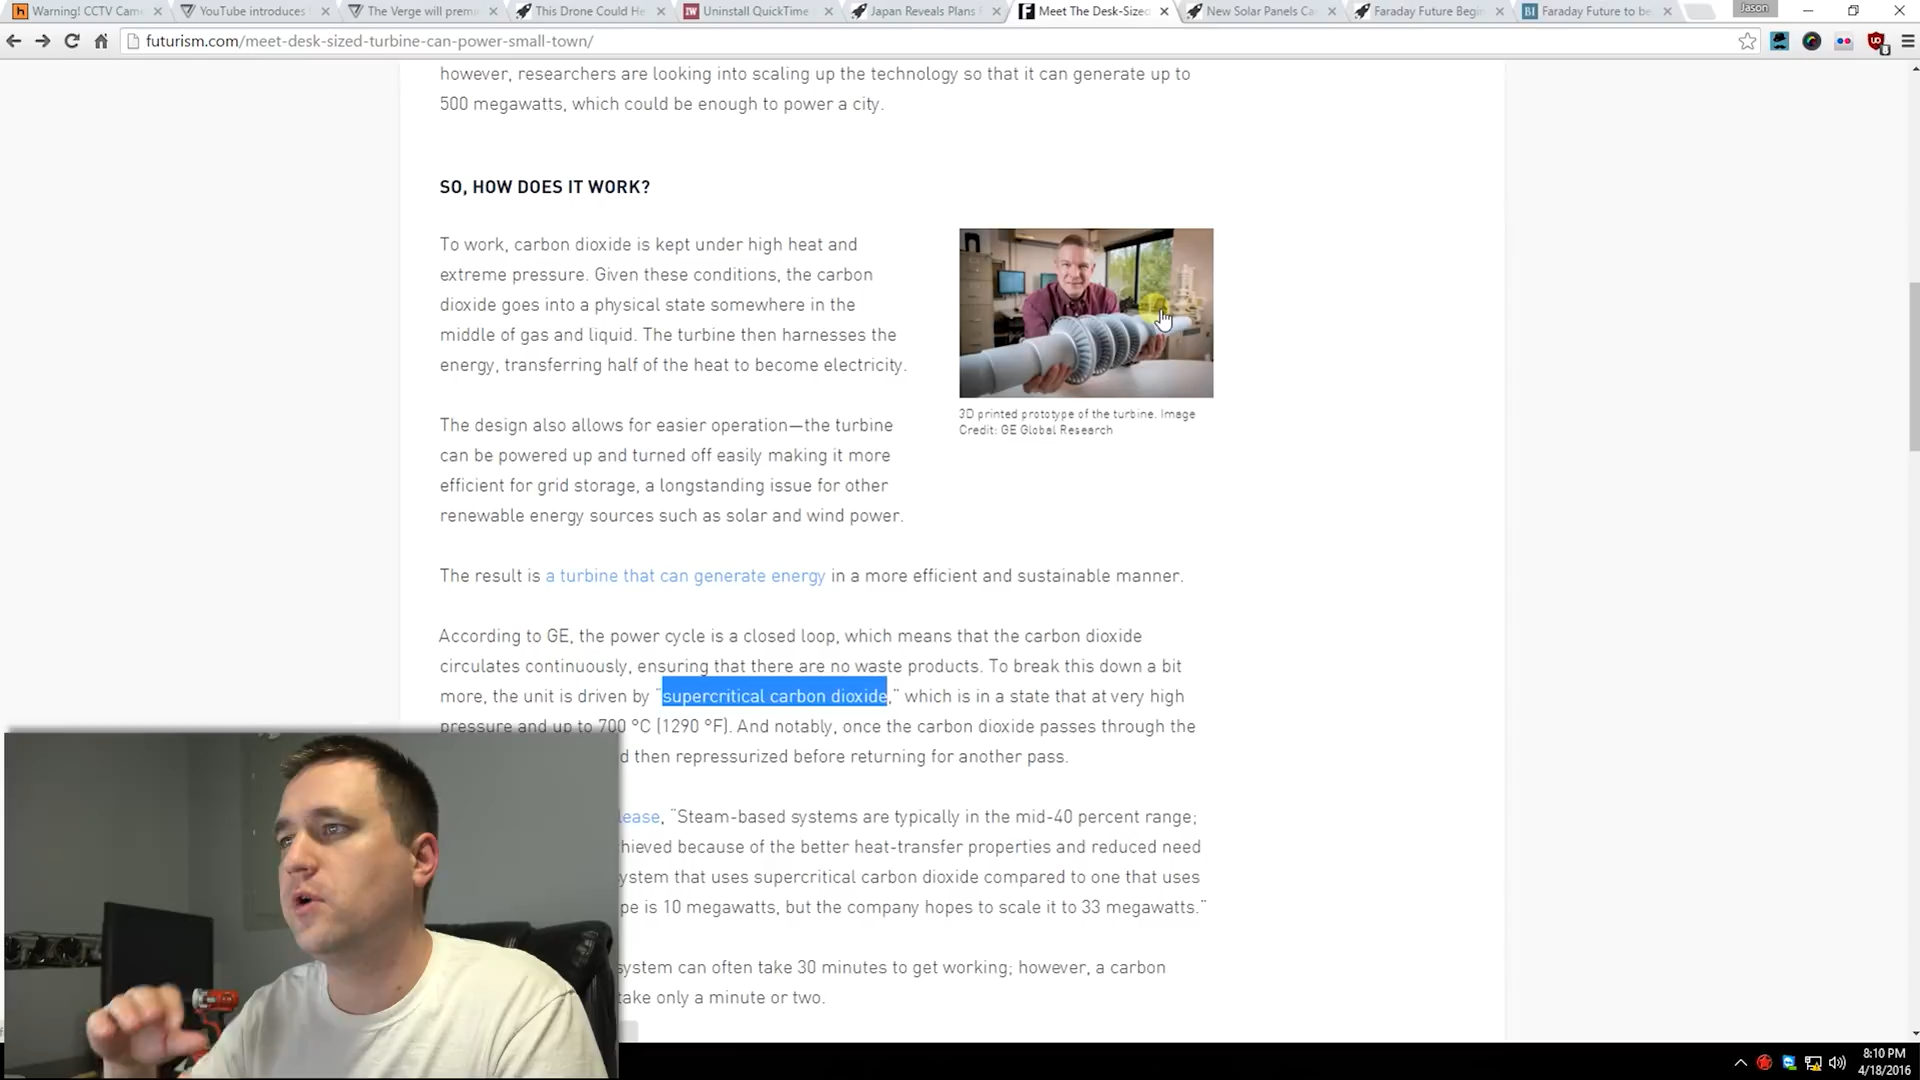 Warning! CCTV Cam
YouTube introduces
The Verge will premi
This Drone Could He
Uninstall QuickTime
Japan Reveals Plans F
Meet The Desk-Sized
New Solar Panels Ca
Faraday Future Begin
Faraday Future to be
Jason
futurism.com/meet-desk-sized-turbine-can-power-small-town/
however, researchers are looking into scaling up the technology so that it can generate up to
500 megawatts, which could be enough to power a city.
SO, HOW DOES IT WORK?
To work, carbon dioxide is kept under high heat and
extreme pressure. Given these conditions, the carbon
dioxide goes into a physical state somewhere in the
middle of gas and liquid. The turbine then harnesses the
energy, transferring half of the heat to become electricity.
3D printed prototype of the turbine. Image
Credit: GE Global Research
The design also allows for easier operation—the turbine
can be powered up and turned off easily making it more
efficient for grid storage, a longstanding issue for other
renewable energy sources such as solar and wind power.
The result is a turbine that can generate energy in a more efficient and sustainable manner.
According to GE, the power cycle is a closed loop, which means that the carbon dioxide
circulates continuously, ensuring that there are no waste products. To break this down a bit
more, the unit is driven by “supercritical carbon dioxide,” which is in a state that at very high
pressure and up to 700 °C (1290 °F). And notably, once the carbon dioxide passes through the
d then repressurized before returning for another pass.
lease, “Steam-based systems are typically in the mid-40 percent range;
hieved because of the better heat-transfer properties and reduced need
ystem that uses supercritical carbon dioxide compared to one that uses
pe is 10 megawatts, but the company hopes to scale it to 33 megawatts.”
system can often take 30 minutes to get working; however, a carbon
take only a minute or two.
8:10 PM
4/18/2016